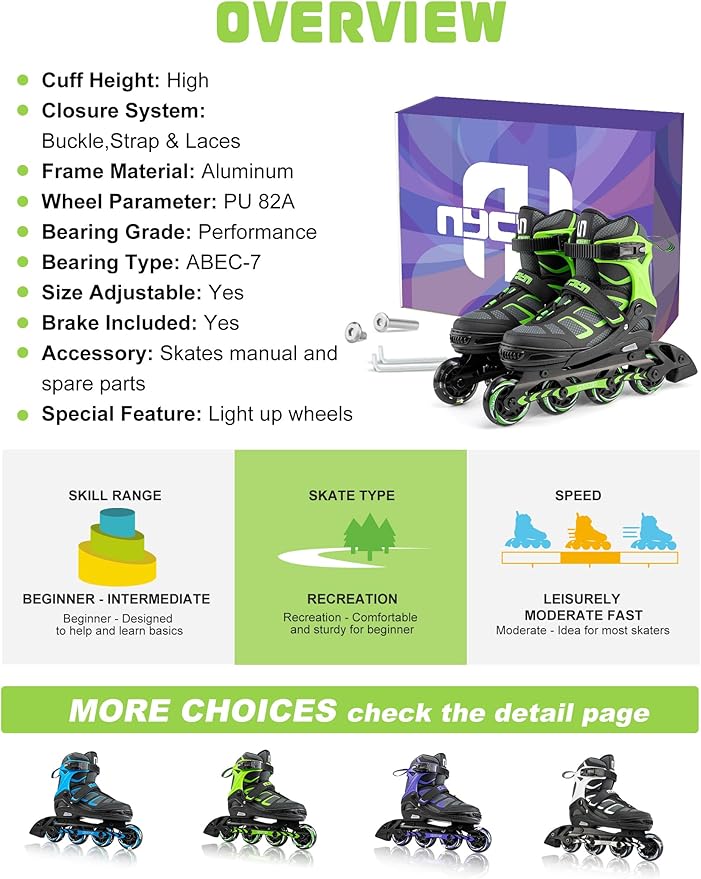 OVERVIEW
Cuff Height: High
Closure System:
Buckle,Strap & Laces
Frame Material: Aluminum
Wheel Parameter: PU 82A
Bearing Grade: Performance
Bearing Type: ABEC-7
Size Adjustable: Yes
Brake Included: Yes
Accessory: Skates manual and
spare parts
Special Feature: Light up wheels
SKILL RANGE
BEGINNER - INTERMEDIATE
Beginner - Designed
to help and learn basics
SKATE TYPE
RECREATION
Recreation - Comfortable
and sturdy for beginner
SPEED
LEISURELY
MODERATE FAST
Moderate - Idea for most skaters
MORE CHOICES check the detail page